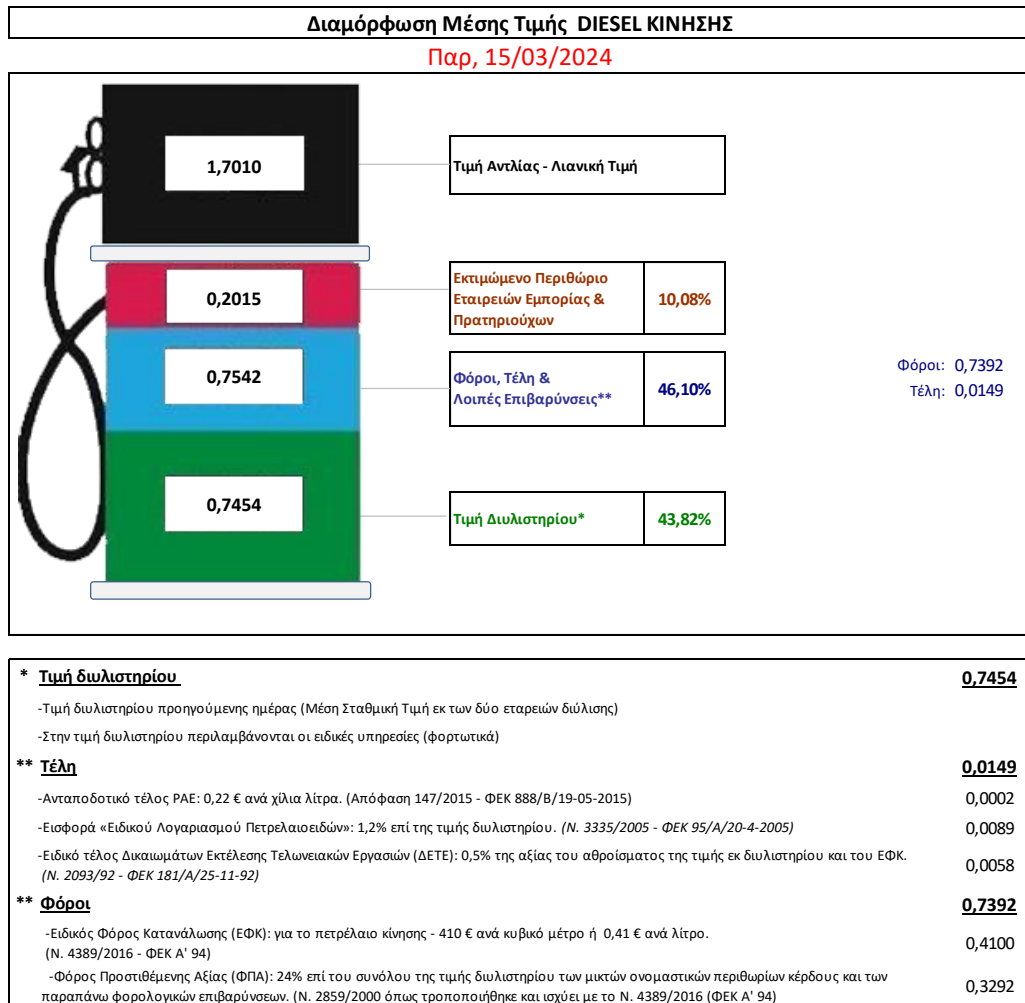 Διαμόρφωση Μέσης Τιμής DIESEL ΚΙΝΗΣΗΣ
Παρ, 15/03/2024
1,7010
Τιμή Αντλίας - Λιανική Τιμή
0,2015
Εκτιμώμενο Περιθώριο
Εταιρειών Εμπορίας &
Πρατηριούχων
10,08%
0,7542
Φόροι, Τέλη &
Λοιπές Επιβαρύνσεις**
46,10%
Φόροι: 0,7392
Τέλη: 0,0149
0,7454
Τιμή Διυλιστηρίου*
43,82%
* Τιμή διυλιστηρίου 0,7454
-Τιμή διυλιστηρίου προηγούμενης ημέρας (Μέση Σταθμική Τιμή εκ των δύο εταρειών διύλισης)
-Στην τιμή διυλιστηρίου περιλαμβάνονται οι ειδικές υπηρεσίες (φορτωτικά)
** Τέλη 0,0149
-Ανταποδοτικό τέλος ΡΑΕ: 0,22 € ανά χίλια λίτρα. (Απόφαση 147/2015 - ΦΕΚ 888/Β/19-05-2015) 0,0002
-Εισφορά «Ειδικού Λογαριασμού Πετρελαιοειδών»: 1,2% επί της τιμής διυλιστηρίου. (Ν. 3335/2005 - ΦΕΚ 95/Α/20-4-2005) 0,0089
-Ειδικό τέλος Δικαιωμάτων Εκτέλεσης Τελωνειακών Εργασιών (ΔΕΤΕ): 0,5% της αξίας του αθροίσματος της τιμής εκ διυλιστηρίου και του ΕΦΚ.
(Ν. 2093/92 - ΦΕΚ 181/Α/25-11-92) 0,0058
** Φόροι 0,7392
-Ειδικός Φόρος Κατανάλωσης (ΕΦΚ): για το πετρέλαιο κίνησης - 410 € ανά κυβικό μέτρο ή 0,41 € ανά λίτρο.
(Ν. 4389/2016 - ΦΕΚ Α' 94) 0,4100
-Φόρος Προστιθέμενης Αξίας (ΦΠΑ): 24% επί του συνόλου της τιμής διυλιστηρίου των μικτών ονομαστικών περιθωρίων κέρδους και των
παραπάνω φορολογικών επιβαρύνσεων. (Ν. 2859/2000 όπως τροποποιήθηκε και ισχύει με το Ν. 4389/2016 (ΦΕΚ Α' 94) 0,3292